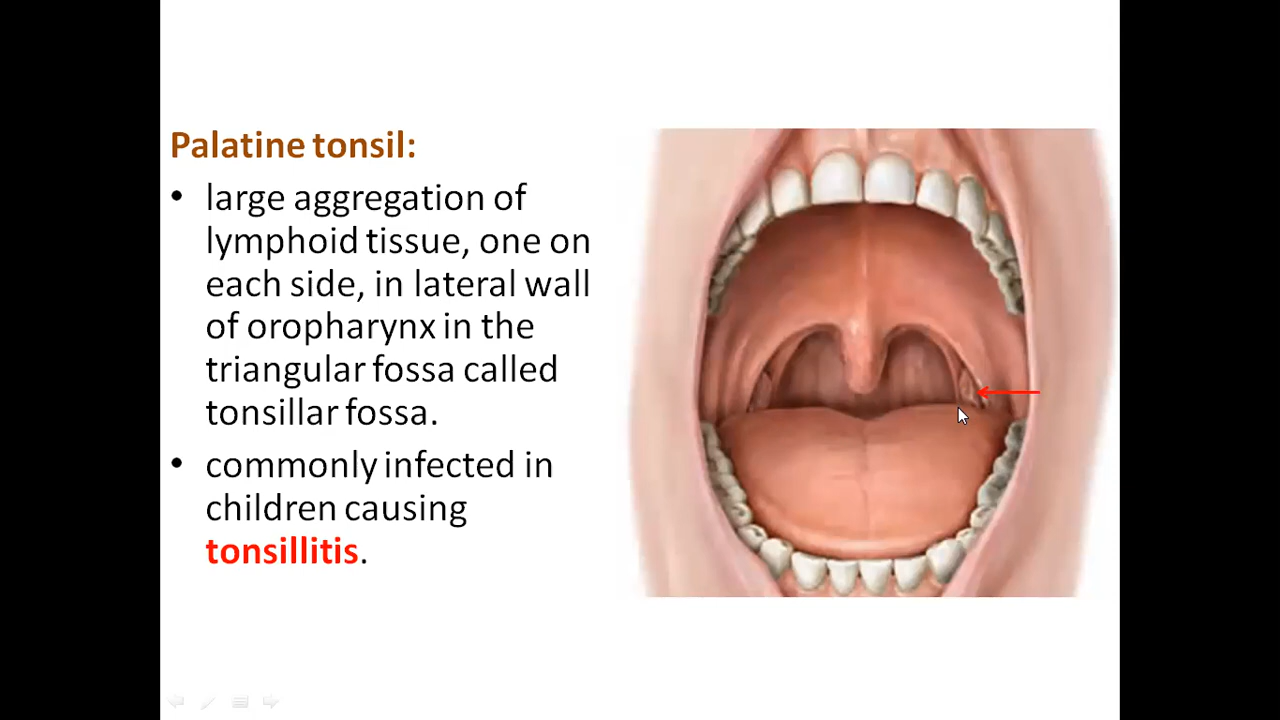 Palatine tonsil:
• large aggregation of
lymphoid tissue, one on
each side, in lateral wall
of oropharynx in the
triangular fossa called
tonsillar fossa.
• commonly infected in
children causing
tonsillitis.